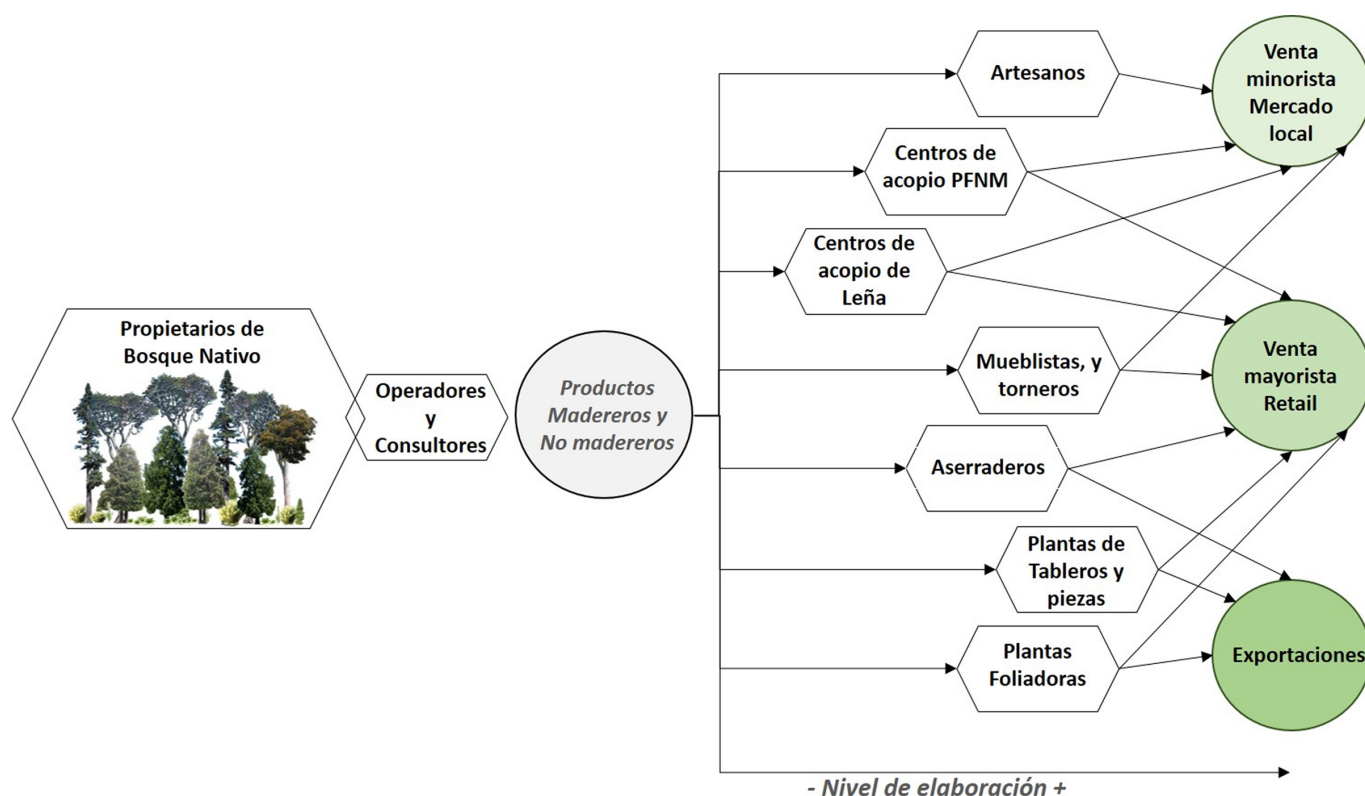 Propietarios de
Bosque Nativo
Operadores
y
Consultores
Productos
Madereros y
No madereros
Artesanos
Centros de
acopio PFNM
Centros de
acopio de
Leña
Mueblistas, y
torneros
Aserraderos
Plantas de
Tableros y
piezas
Plantas
Foliadoras
Venta
minorista
Mercado
local
Venta
mayorista
Retail
Exportaciones
- Nivel de elaboración +